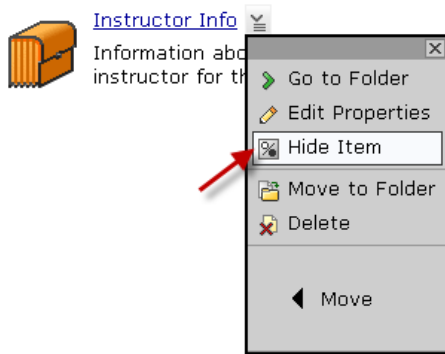 Instructor Info
Information abo
instructor for th
Go to Folder
Edit Properties
Hide Item
Move to Folder
Delete
Move